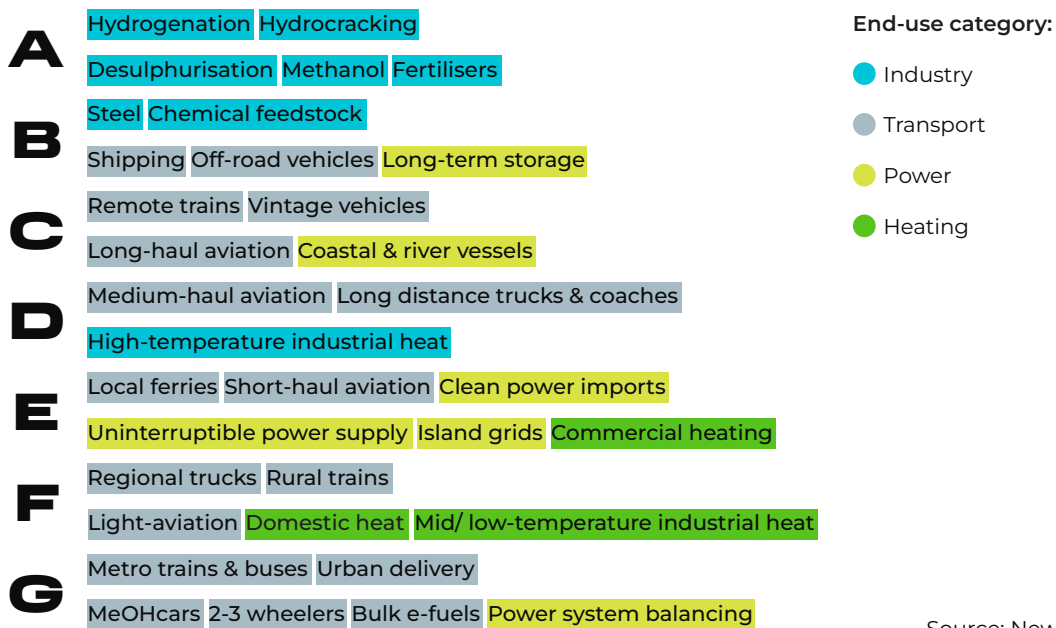 A
Hydrogenation Hydrocracking
Desulphurisation Methanol Fertilisers
B
Steel Chemical feedstock
Shipping Off-road vehicles Long-term storage
C
Remote trains Vintage vehicles
Long-haul aviation Coastal & river vessels
D
Medium-haul aviation Long distance trucks & coaches
High-temperature industrial heat
E
Local ferries Short-haul aviation Clean power imports
Uninterruptible power supply Island grids Commercial heating
F
Regional trucks Rural trains
Light-aviation Domestic heat Mid/ low-temperature industrial heat
G
Metro trains & buses Urban delivery
MeOHcars 2-3 wheelers Bulk e-fuels Power system balancing
End-use category:
Industry
Transport
Power
Heating
Source: New